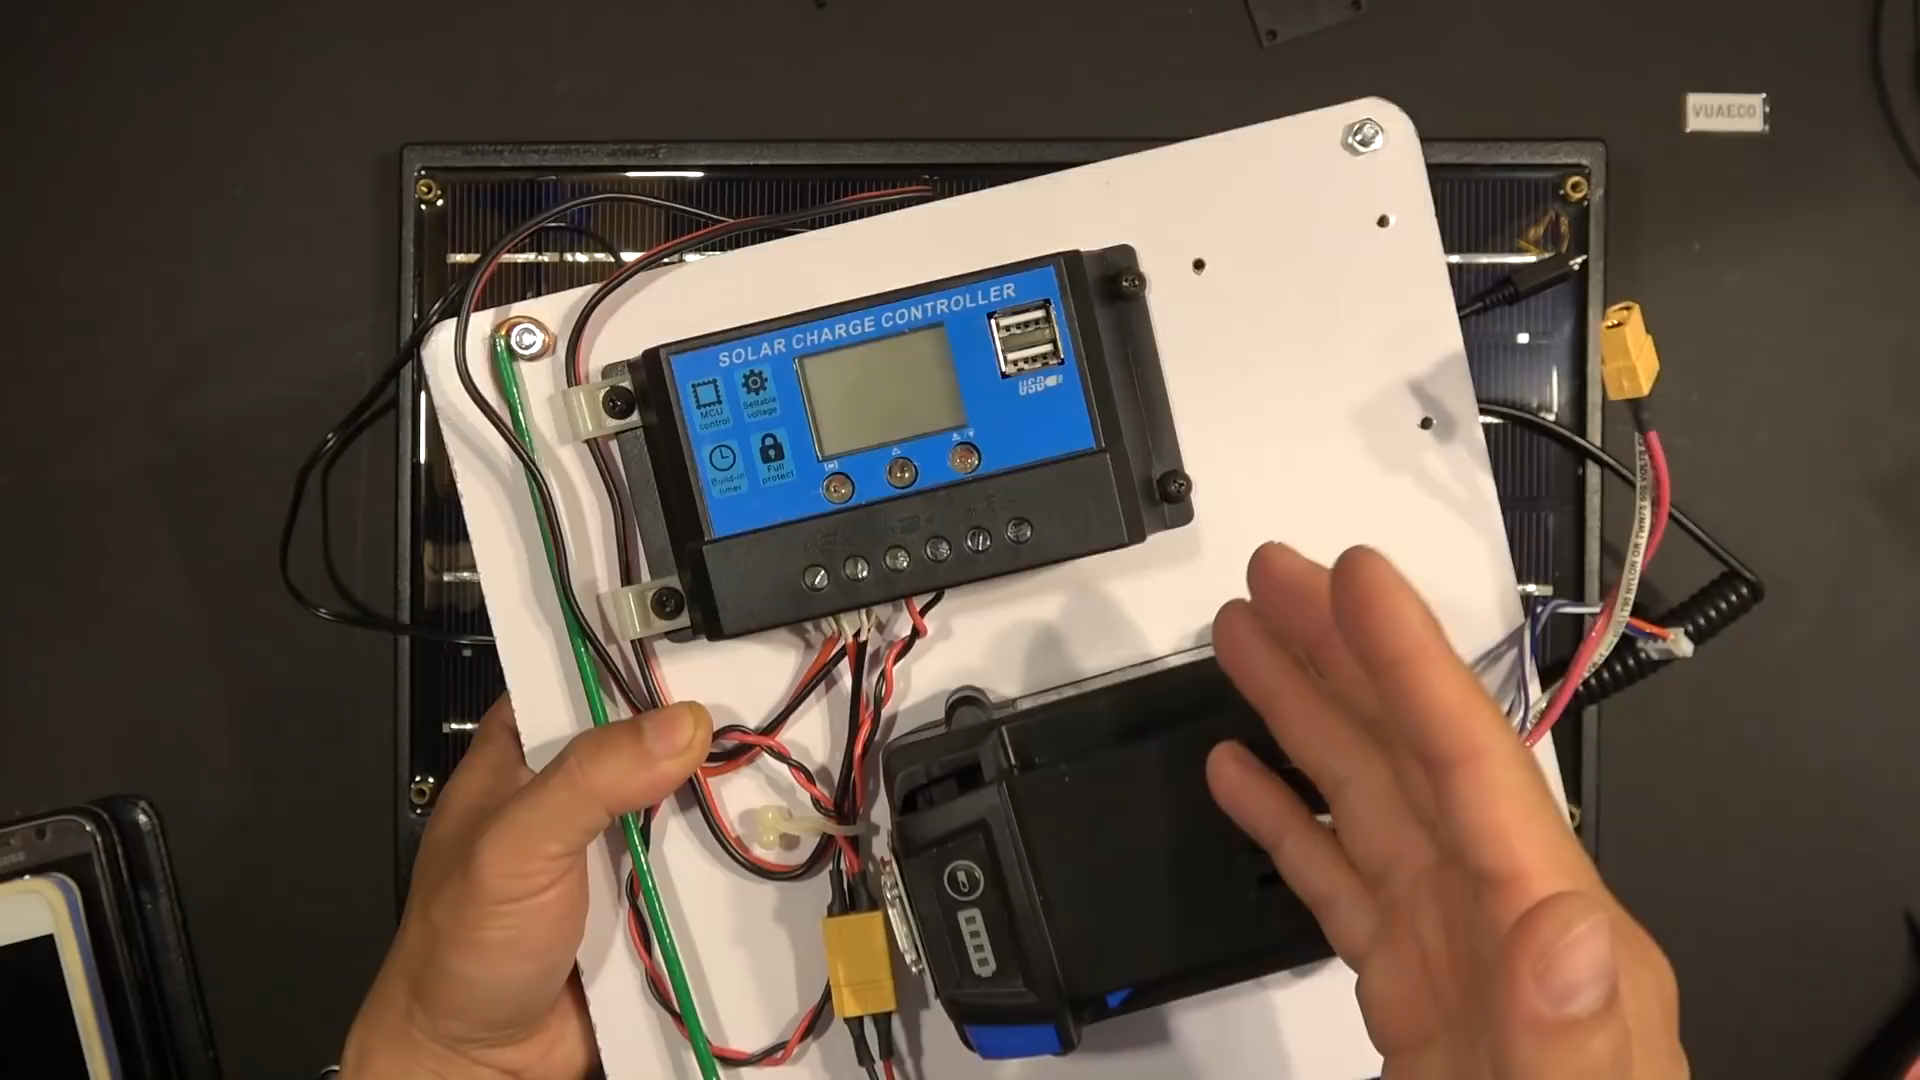 VUAECO
SOLAR CHARGE CONTROLLER
MCU
control
Settable
voltage
Build-in
timer
Full
protect
USB